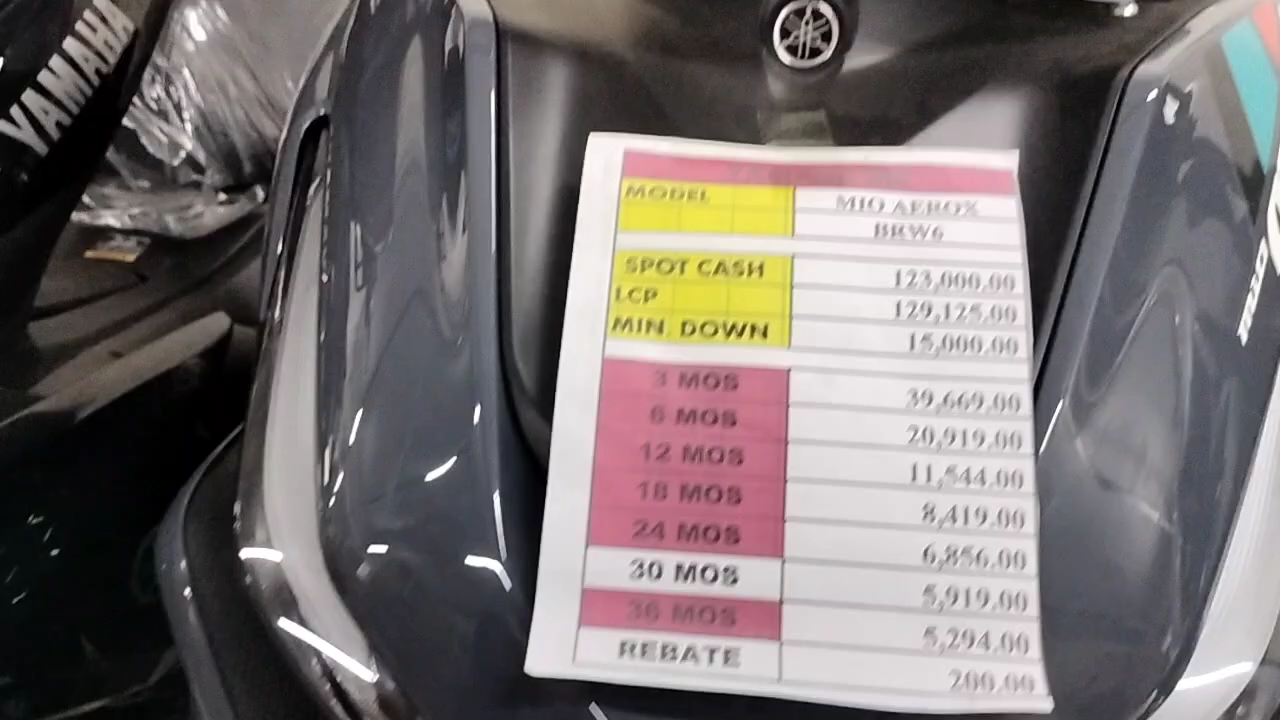 YAMAHA
MODEL MIO AEROX
BRW6
SPOT CASH 123,000.00
LCP 129,125.00
MIN. DOWN 15,000.00
3 MOS 39,669.00
6 MOS 20,919.00
12 MOS 11,544.00
18 MOS 8,419.00
24 MOS 6,856.00
30 MOS 5,919.00
36 MOS 5,294.00
REBATE 200.00